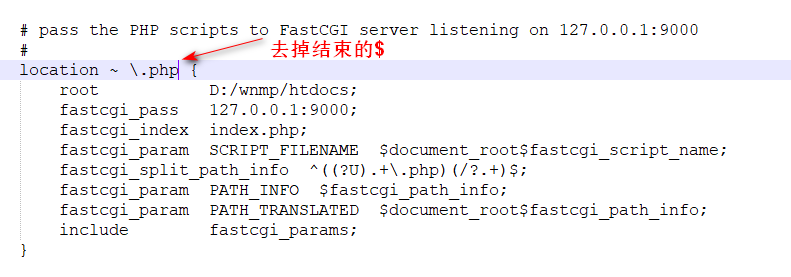 # pass the PHP scripts to FastCGI server listening on 127.0.0.1:9000
#
去掉结束的$
location ~ \.php {
    root           D:/wnmp/htdocs;
    fastcgi_pass   127.0.0.1:9000;
    fastcgi_index  index.php;
    fastcgi_param  SCRIPT_FILENAME  $document_root$fastcgi_script_name;
    fastcgi_split_path_info  ^((?U).+\.php)(/?.+)$;
    fastcgi_param  PATH_INFO  $fastcgi_path_info;
    fastcgi_param  PATH_TRANSLATED  $document_root$fastcgi_path_info;
    include        fastcgi_params;
}